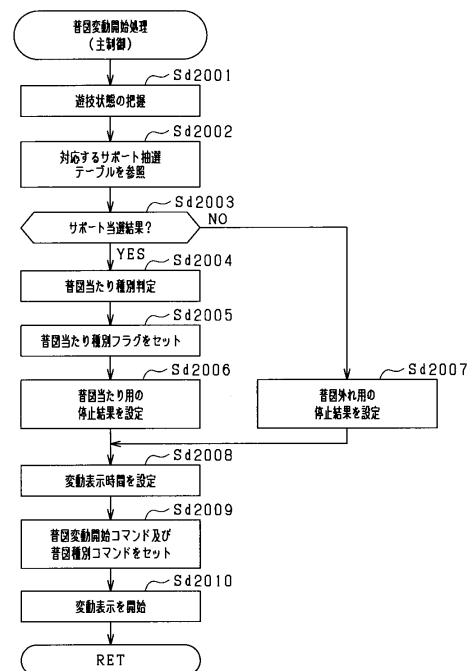 普図変動開始処理
(主制御)
Sd2001
遊技状態の把握
Sd2002
対応するサポート抽選
テーブルを参照
Sd2003
サポート当選結果?
NO
YES
Sd2004
普図当たり種別判定
Sd2005
普図当たり種別フラグをセット
Sd2006
普図当たり用の
停止結果を設定
Sd2007
普図外れ用の
停止結果を設定
Sd2008
変動表示時間を設定
Sd2009
普図変動開始コマンド及び
普図種別コマンドをセット
Sd2010
変動表示を開始
RET